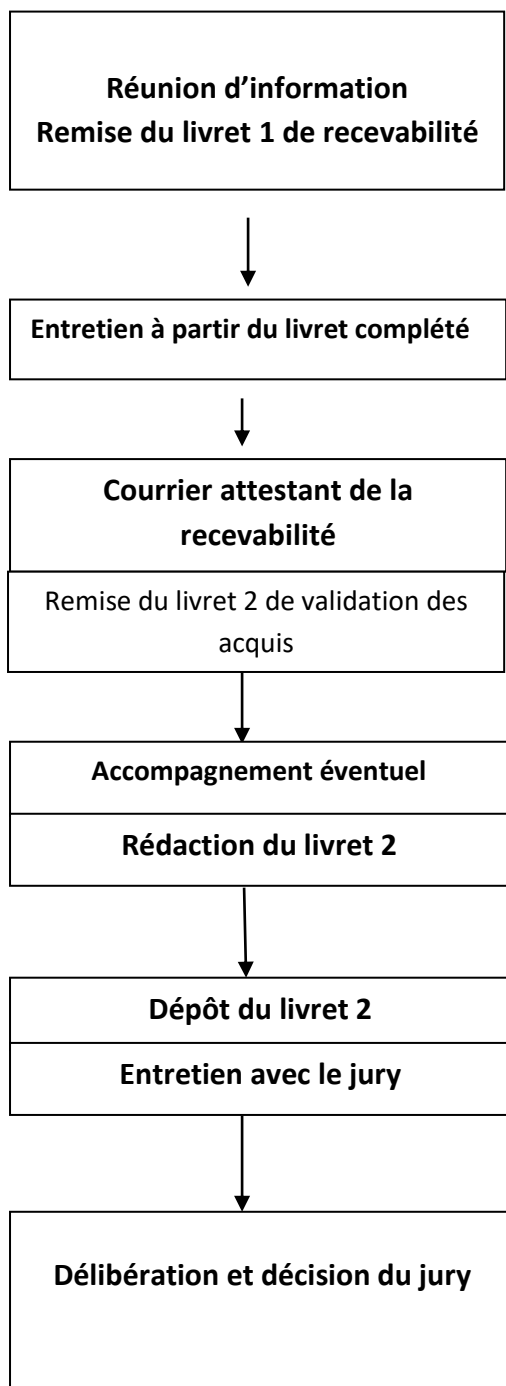 Réunion d’information
Remise du livret 1 de recevabilité
Entretien à partir du livret complété
Courrier attestant de la
recevabilité
Remise du livret 2 de validation des
acquis
Accompagnement éventuel
Rédaction du livret 2
Dépôt du livret 2
Entretien avec le jury
Délibération et décision du jury